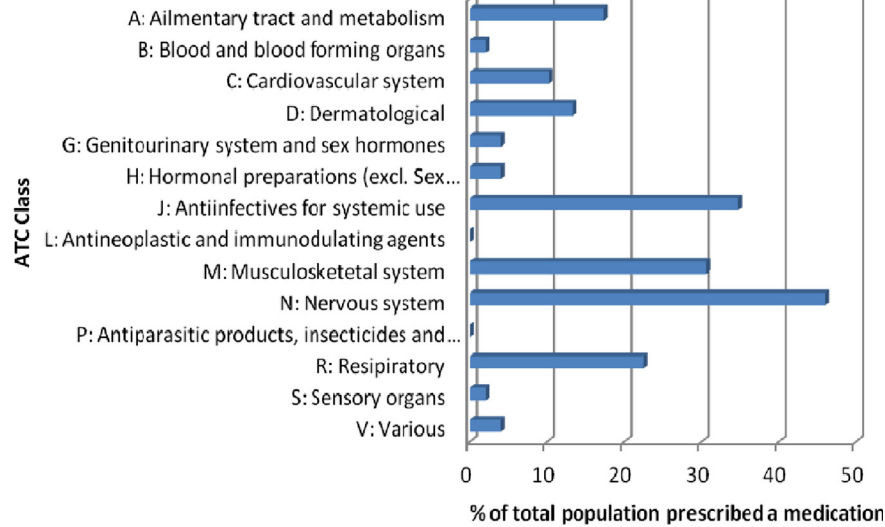 A: Ailmentary tract and metabolism
B: Blood and blood forming organs
C: Cardiovascular system
D: Dermatological
G: Genitourinary system and sex hormones
H: Hormonal preparations (excl. Sex...
J: Antiinfectives for systemic use
L: Antineoplastic and immunodulating agents
M: Musculosketetal system
N: Nervous system
P: Antiparasitic products, insecticides and...
R: Resipiratory
S: Sensory organs
V: Various
ATC Class
0 10 20 30 40 50
% of total population prescribed a medication